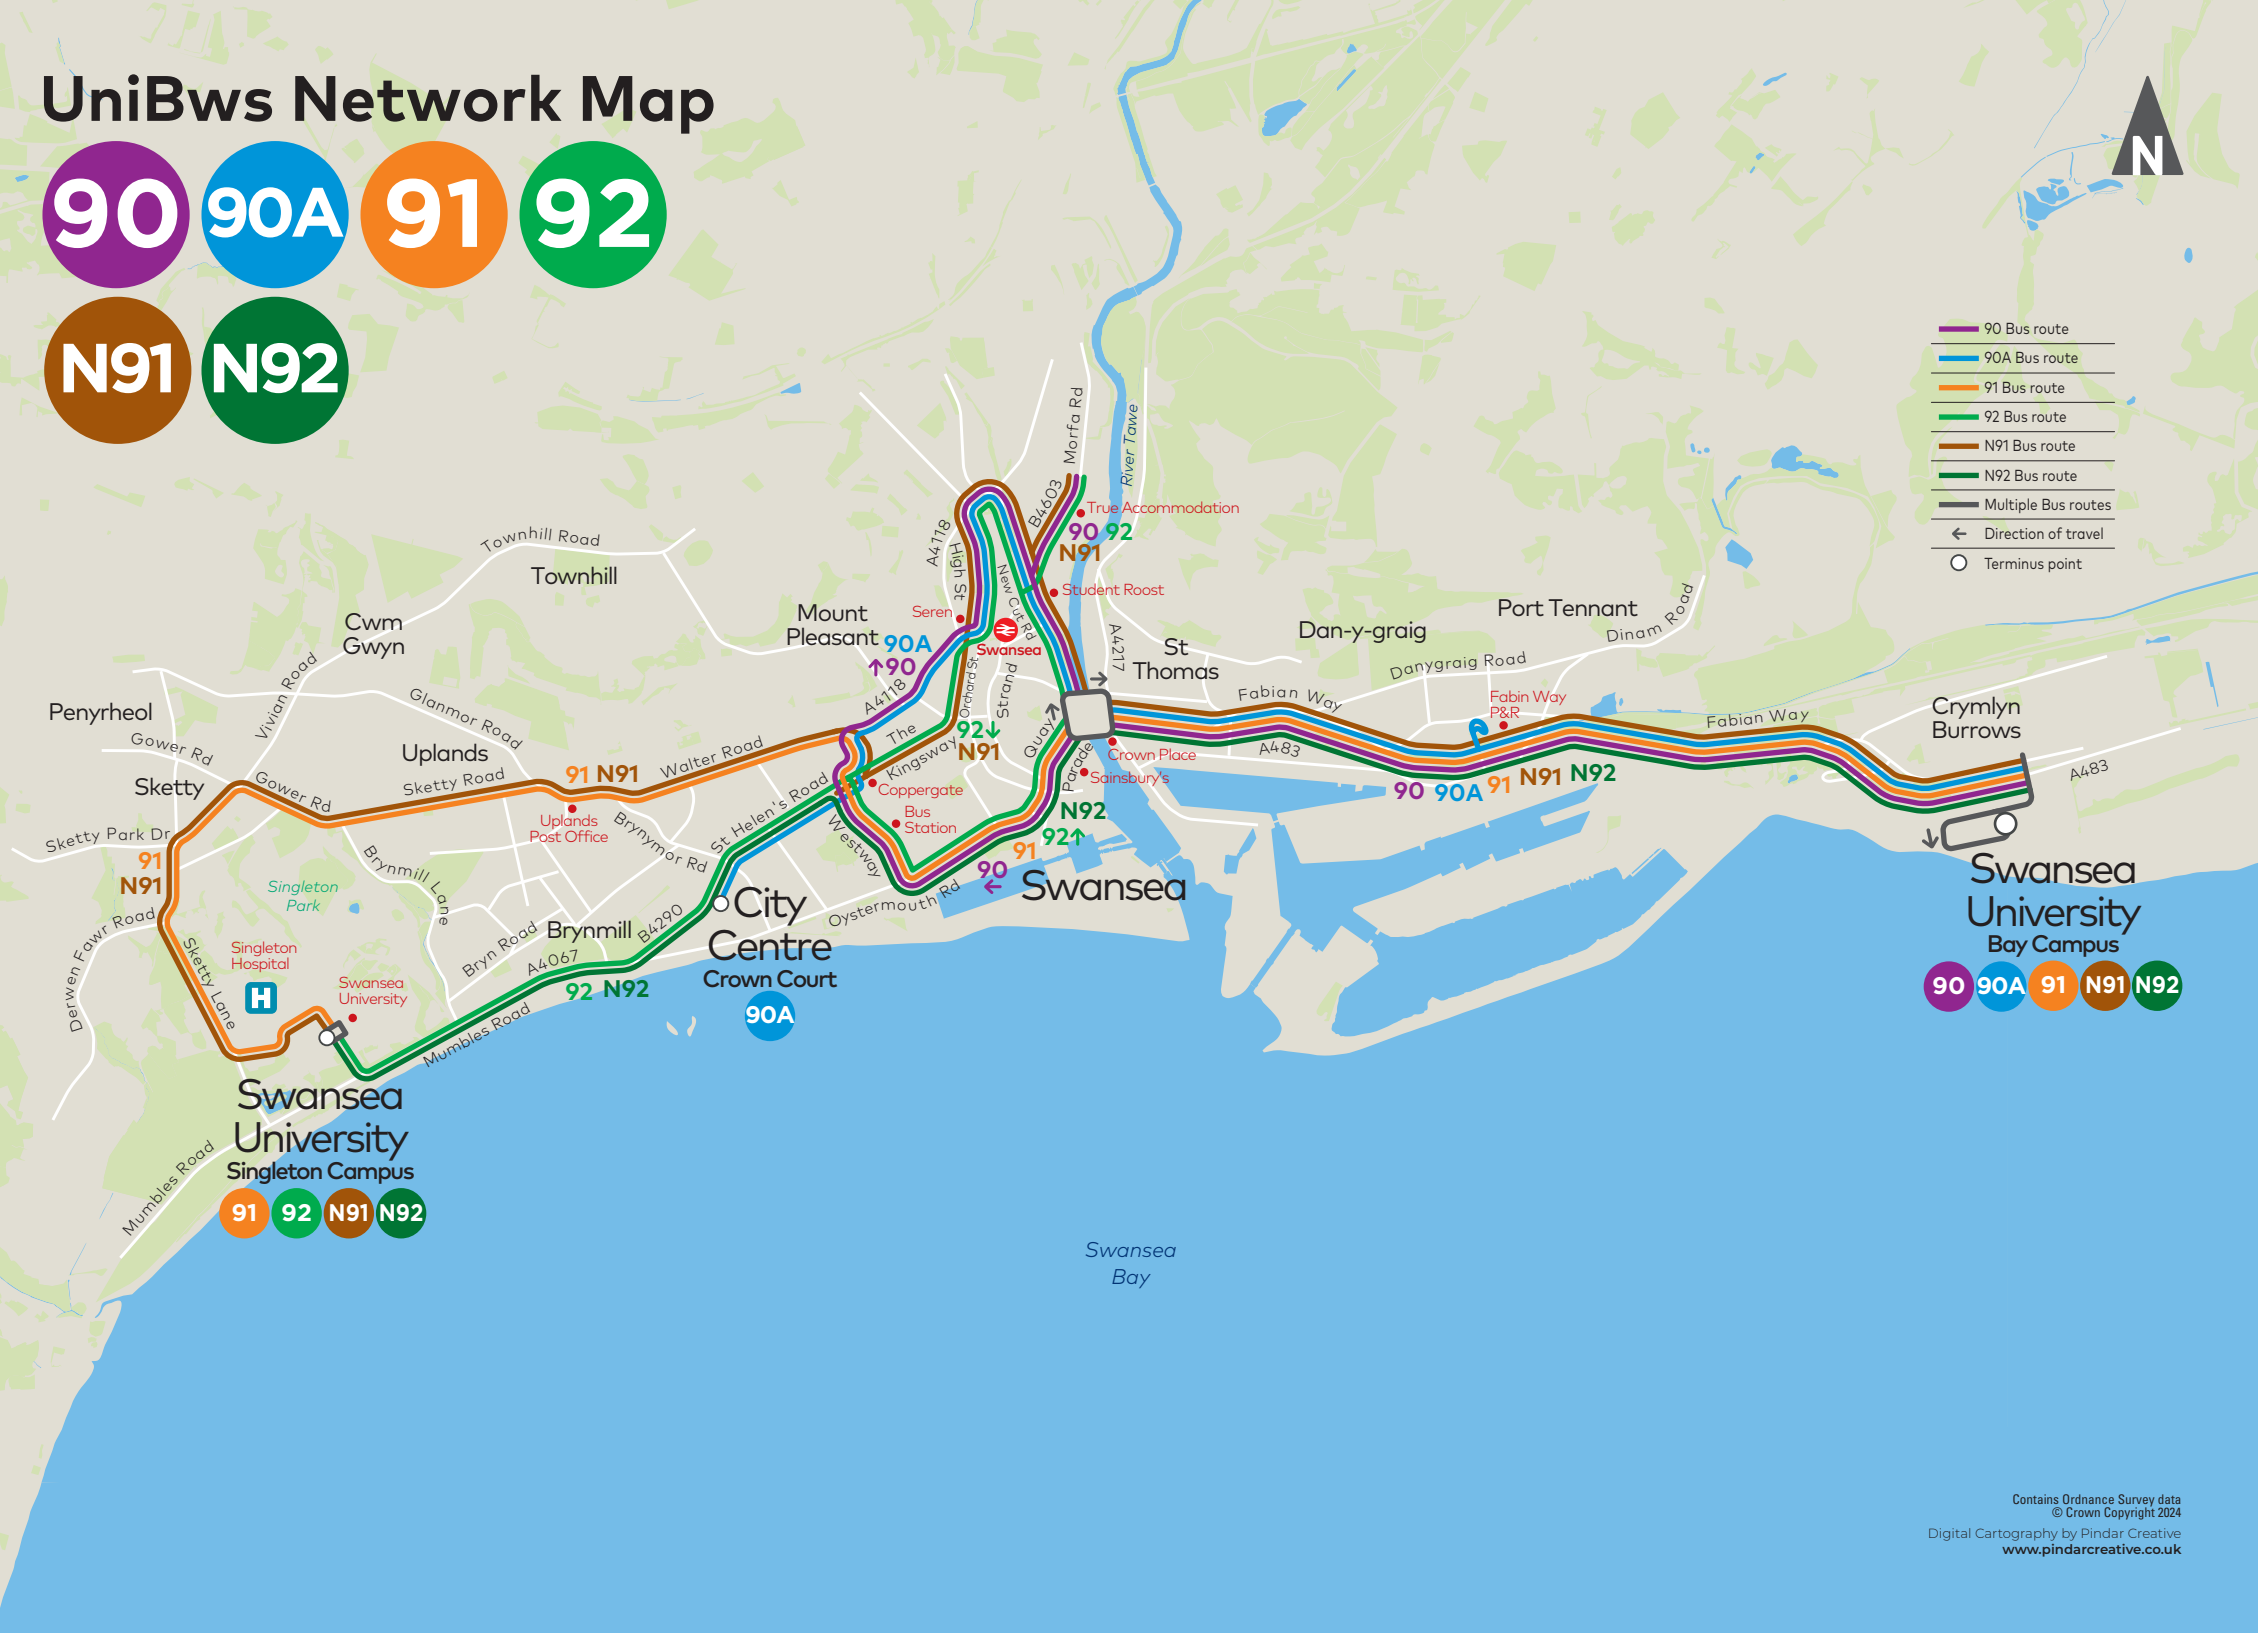 UniBws Network Map
90
90A
91
92
N91
N92
N
90 Bus route
90A Bus route
91 Bus route
92 Bus route
N91 Bus route
N92 Bus route
Multiple Bus routes
Direction of travel
Terminus point
Morfa Rd
River Tawe
B4603
True Accommodation
90 92
N91
A4118
High St
New Cut Rd
Student Roost
Townhill Road
Townhill
Mount
Pleasant
90A
90
Seren
Swansea
A4118
Orchard St
Strand
A4217
St
Thomas
Dan-y-graig
Port Tennant
Dinam Road
Danygraig Road
Cwm
Gwyn
Vivian Road
Penyrheol
Gower Rd
Glanmor Road
Uplands
Sketty
Gower Rd
Sketty Road
91 N91
Walter Road
The
Kingsway
92
N91
Quay
Parade
Crown Place
Sainsbury's
Fabian Way
A483
Fabin Way
P&R
90 90A 91 N91 N92
Fabian Way
Crymlyn
Burrows
A483
Sketty Park Dr
91
N91
Uplands
Post Office
Brynymor Rd
St Helen's Road
Coppergate
Bus
Station
Westway
N92
92
91
90
Swansea
Oystermouth Rd
Brynmill Lane
Singleton
Park
Derwen Fawr Road
Sketty Lane
Singleton
Hospital
H
Swansea
University
Bryn Road
Brynmill
B4290
A4067
92 N92
Mumbles Road
City
Centre
Crown Court
90A
Swansea
University
Bay Campus
90 90A 91 N91 N92
Swansea
University
Singleton Campus
91 92 N91 N92
Mumbles Road
Swansea
Bay
Contains Ordnance Survey data
© Crown Copyright 2024
Digital Cartography by Pindar Creative
www.pindarcreative.co.uk